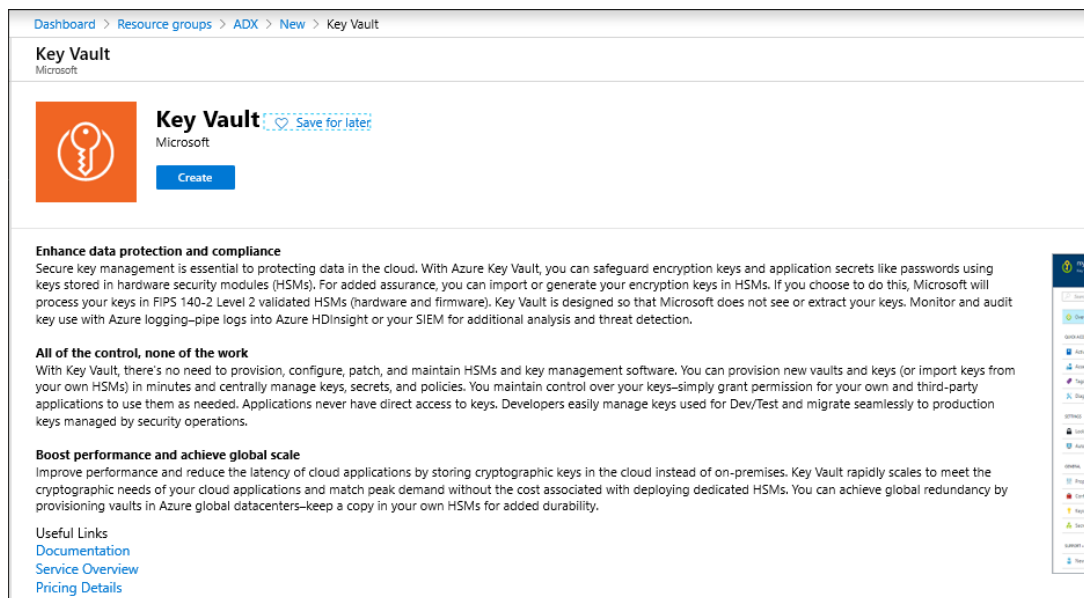 Dashboard > Resource groups > ADX > New > Key Vault
Key Vault
Microsoft
Key Vault
Save for later
Microsoft
Create
Enhance data protection and compliance
Secure key management is essential to protecting data in the cloud. With Azure Key Vault, you can safeguard encryption keys and application secrets like passwords using
keys stored in hardware security modules (HSMs). For added assurance, you can import or generate your encryption keys in HSMs. If you choose to do this, Microsoft will
process your keys in FIPS 140-2 Level 2 validated HSMs (hardware and firmware). Key Vault is designed so that Microsoft does not see or extract your keys. Monitor and audit
key use with Azure logging–pipe logs into Azure HDInsight or your SIEM for additional analysis and threat detection.
All of the control, none of the work
With Key Vault, there's no need to provision, configure, patch, and maintain HSMs and key management software. You can provision new vaults and keys (or import keys from
your own HSMs) in minutes and centrally manage keys, secrets, and policies. You maintain control over your keys–simply grant permission for your own and third-party
applications to use them as needed. Applications never have direct access to keys. Developers easily manage keys used for Dev/Test and migrate seamlessly to production
keys managed by security operations.
Boost performance and achieve global scale
Improve performance and reduce the latency of cloud applications by storing cryptographic keys in the cloud instead of on-premises. Key Vault rapidly scales to meet the
cryptographic needs of your cloud applications and match peak demand without the cost associated with deploying dedicated HSMs. You can achieve global redundancy by
provisioning vaults in Azure global datacenters–keep a copy in your own HSMs for added durability.
Useful Links
Documentation
Service Overview
Pricing Details